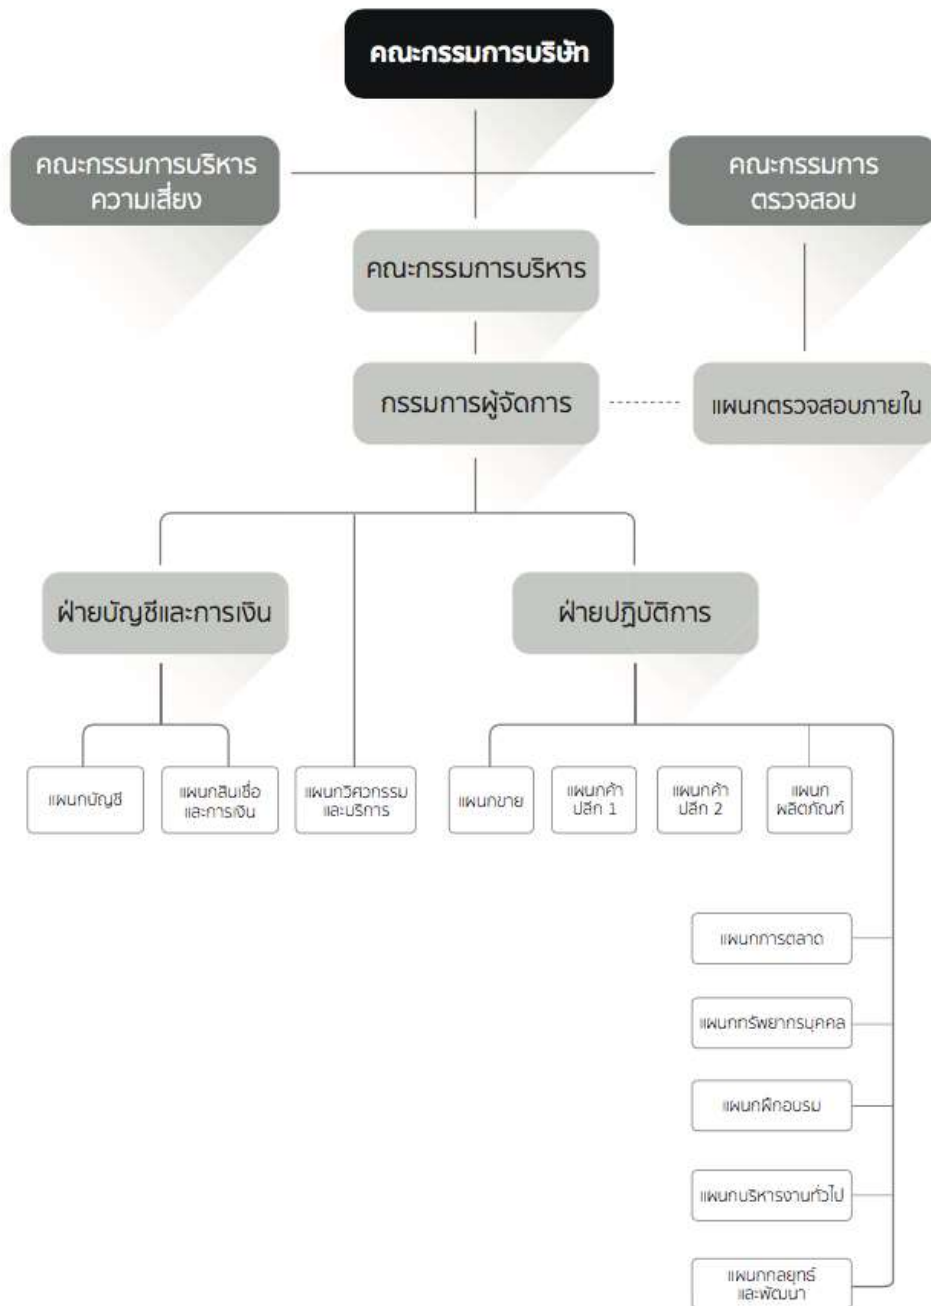 คณะกรรมการบริษัท
คณะกรรมการบริหาร
ความเสี่ยง
คณะกรรมการ
ตรวจสอบ
คณะกรรมการบริหาร
กรรมการผู้จัดการ
แผนกตรวจสอบภายใน
ฝ่ายบัญชีและการเงิน
ฝ่ายปฏิบัติการ
แผนกบัญชี
แผนกสินเชื่อ
และการเงิน
แผนกวิศวกรรม
และบริการ
แผนกขาย
แผนกค้า
ปลีก 1
แผนกค้า
ปลีก 2
แผนก
ผลิตภัณฑ์
แผนกการตลาด
แผนกทรัพยากรบุคคล
แผนกฝึกอบรม
แผนกบริหารงานทั่วไป
แผนกกลยุทธ์
และพัฒนา